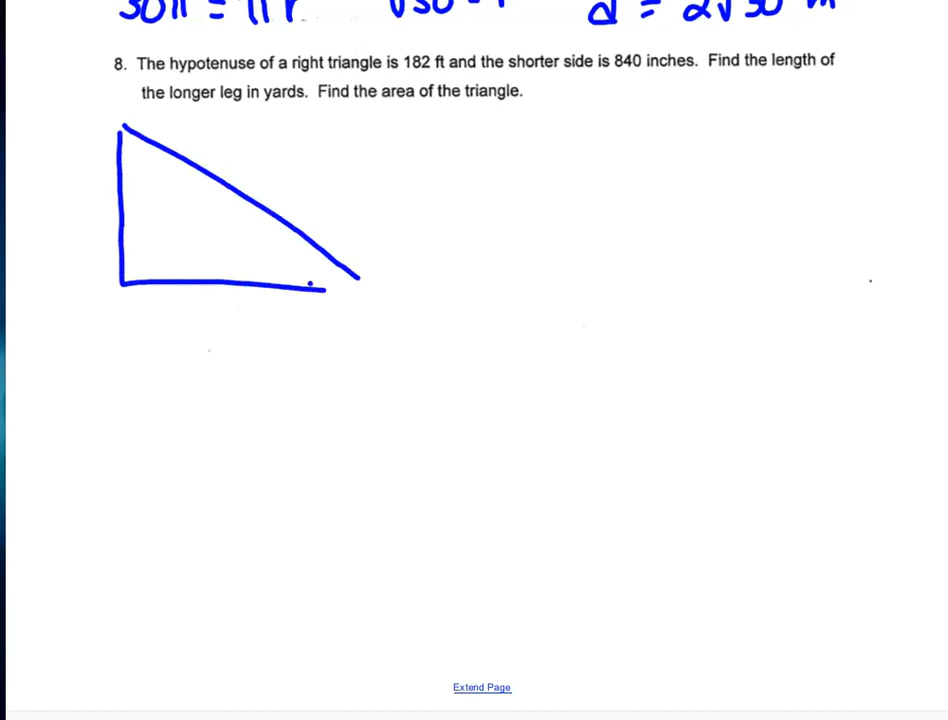 8. The hypotenuse of a right triangle is 182 ft and the shorter side is 840 inches. Find the length of
the longer leg in yards. Find the area of the triangle.
Extend Page